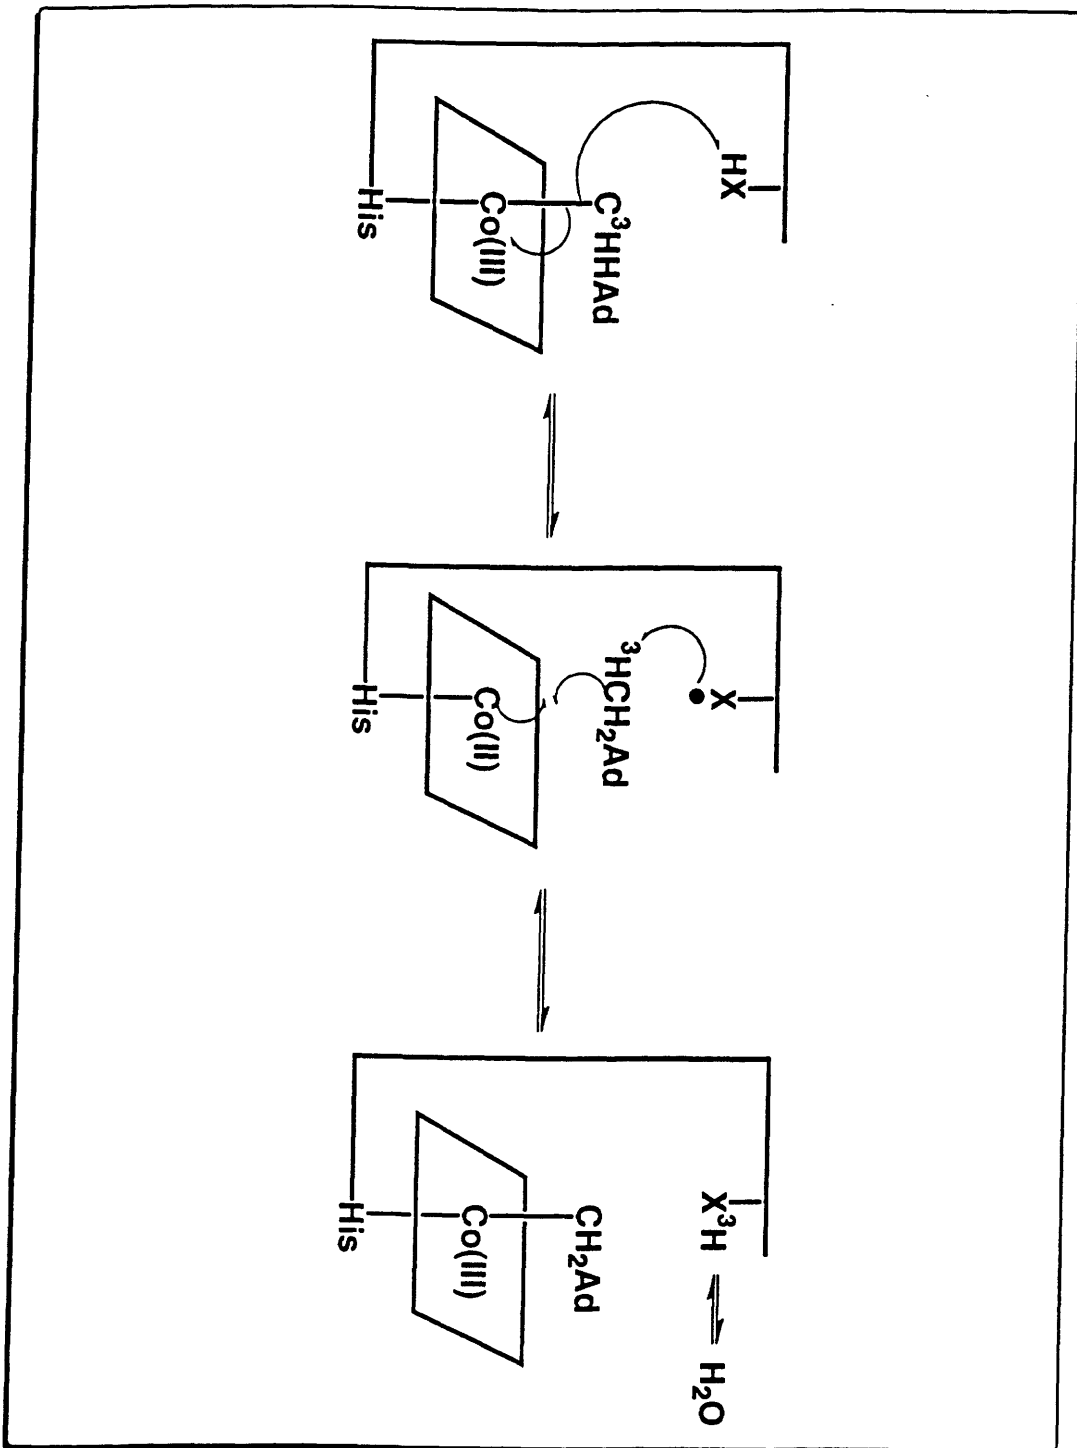 HX
C³HHAd
Co(III)
His
X
³HCH₂Ad
Co(II)
His
X³H ⇌ H₂O
CH₂Ad
Co(III)
His